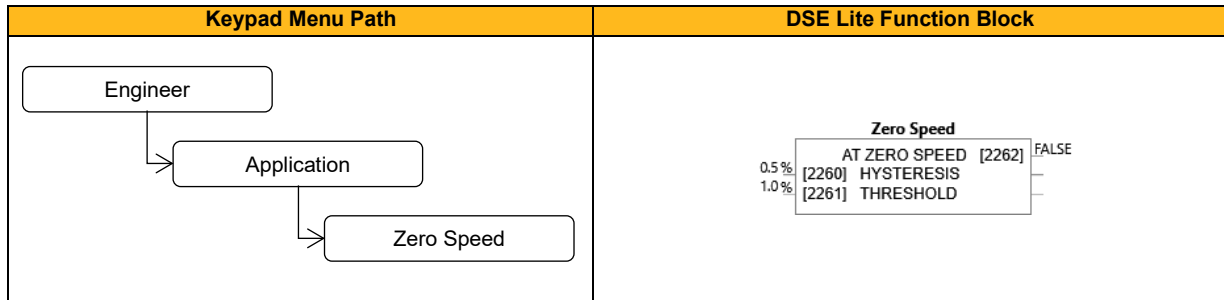 Keypad Menu Path
DSE Lite Function Block
Engineer
Application
Zero Speed
Zero Speed
AT ZERO SPEED [2262] FALSE
0.5 % [2260] HYSTERESIS
1.0 % [2261] THRESHOLD